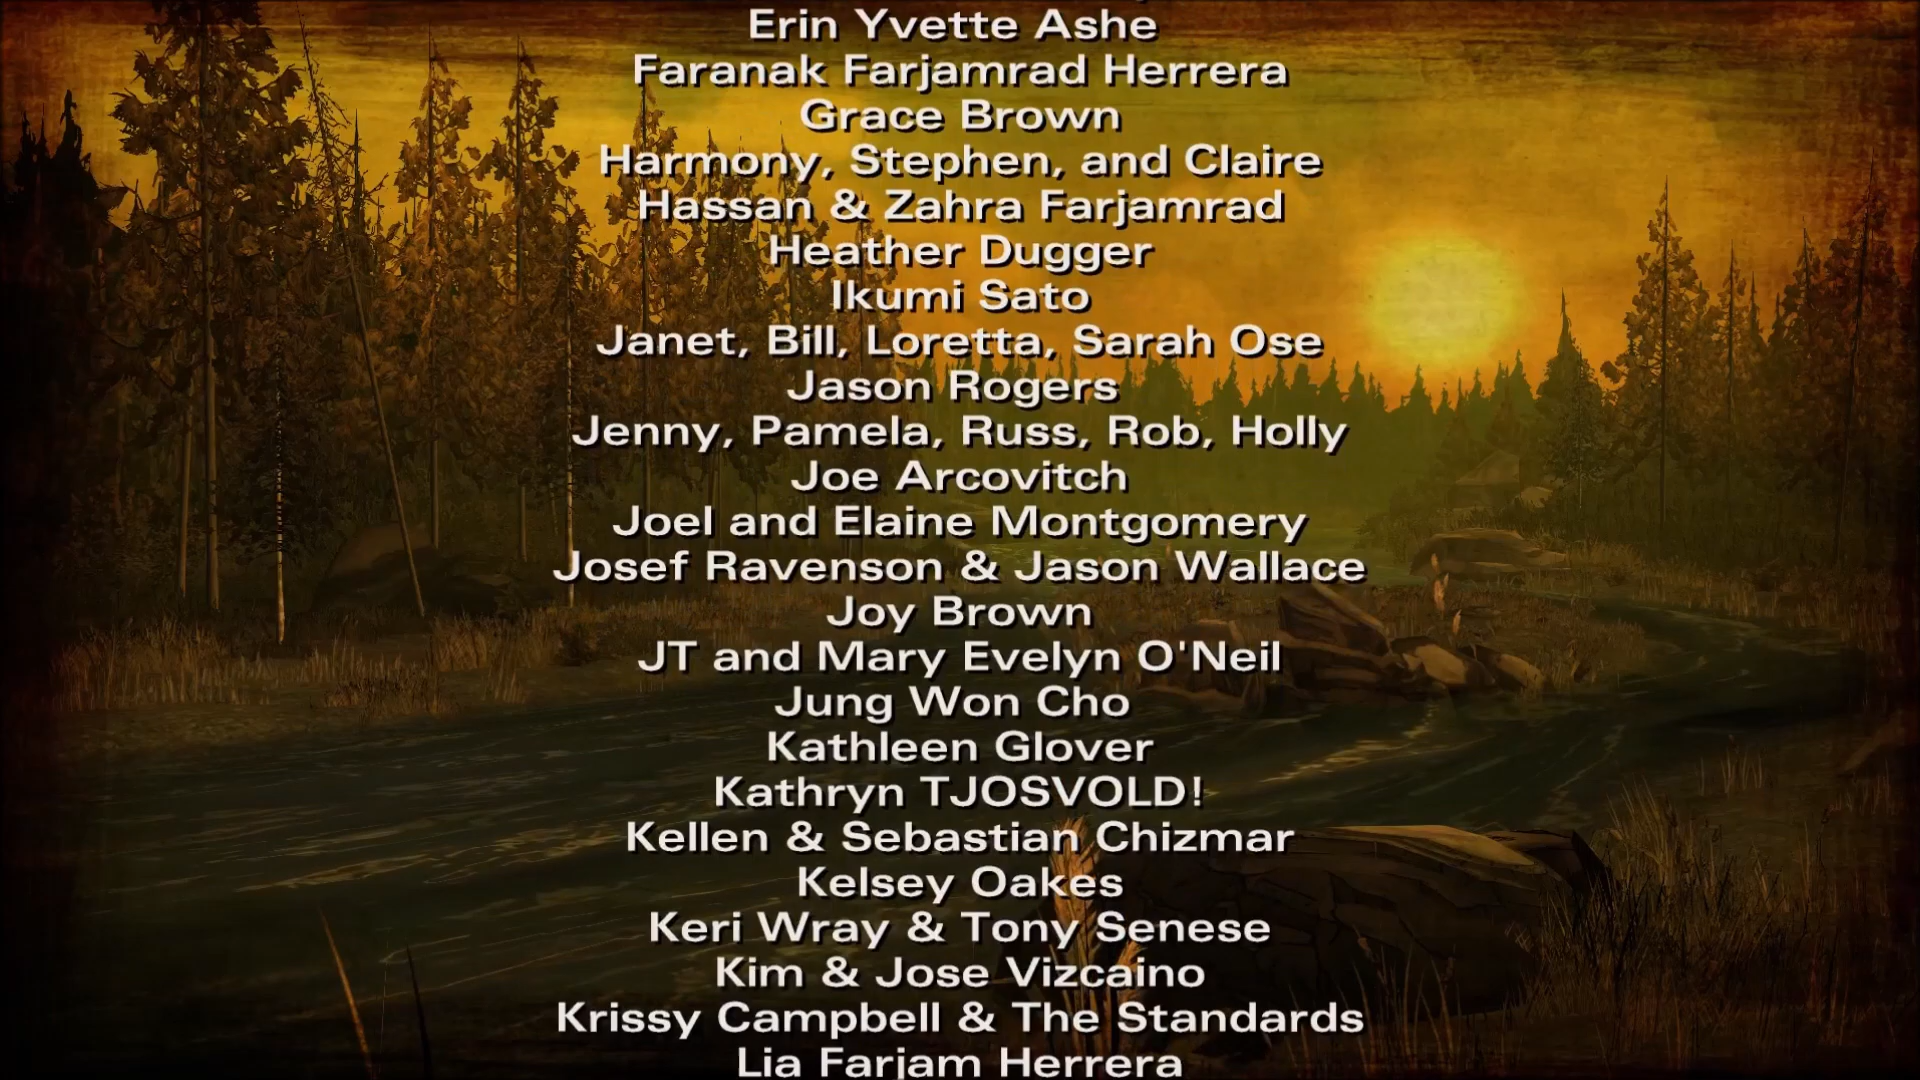 Erin Yvette Ashe
Faranak Farjamrad Herrera
Grace Brown
Harmony, Stephen, and Claire
Hassan & Zahra Farjamrad
Heather Dugger
Ikumi Sato
Janet, Bill, Loretta, Sarah Ose
Jason Rogers
Jenny, Pamela, Russ, Rob, Holly
Joe Arcovitch
Joel and Elaine Montgomery
Josef Ravenson & Jason Wallace
Joy Brown
JT and Mary Evelyn O'Neil
Jung Won Cho
Kathleen Glover
Kathryn TJOSVOLD!
Kellen & Sebastian Chizmar
Kelsey Oakes
Keri Wray & Tony Senese
Kim & Jose Vizcaino
Krissy Campbell & The Standards
Lia Farjam Herrera